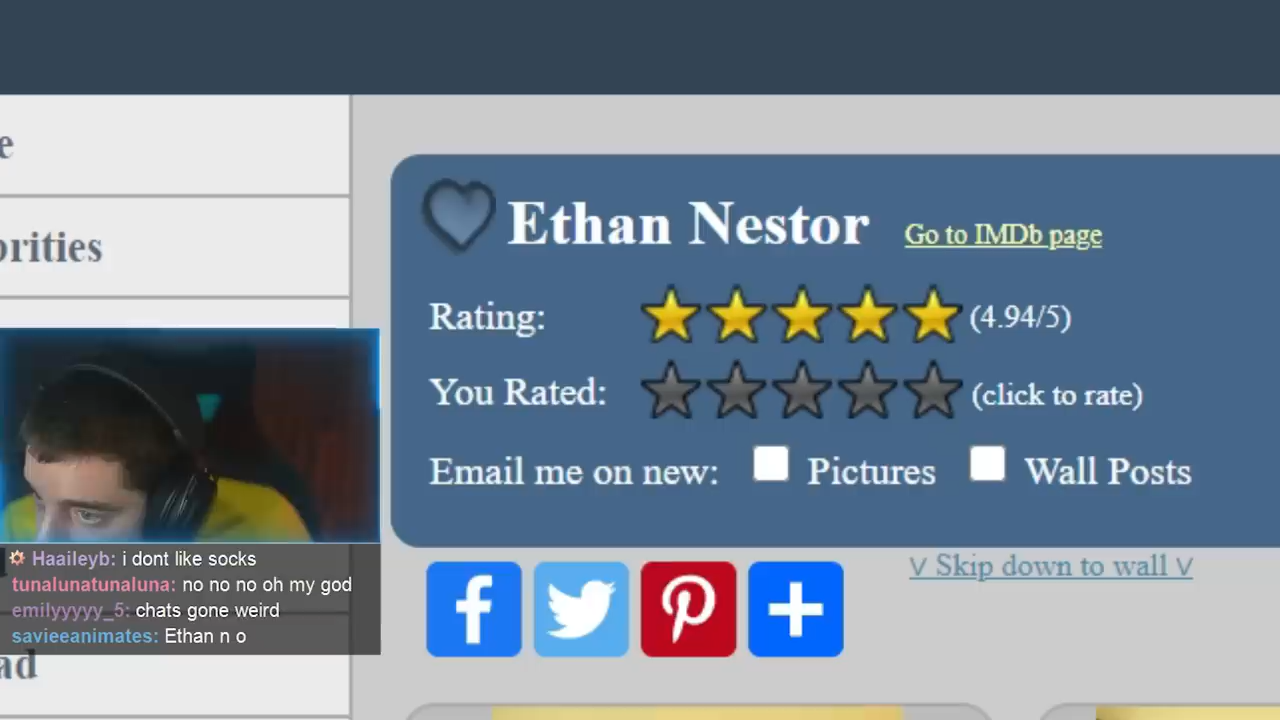 e
orities
ad
Ethan Nestor Go to IMDb page
Rating: (4.94/5)
You Rated: (click to rate)
Email me on new: Pictures Wall Posts
V Skip down to wall V
Haaileyb: i dont like socks
tunalunatunaluna: no no no oh my god
emilyyyyy_5: chats gone weird
savieeanimates: Ethan n o